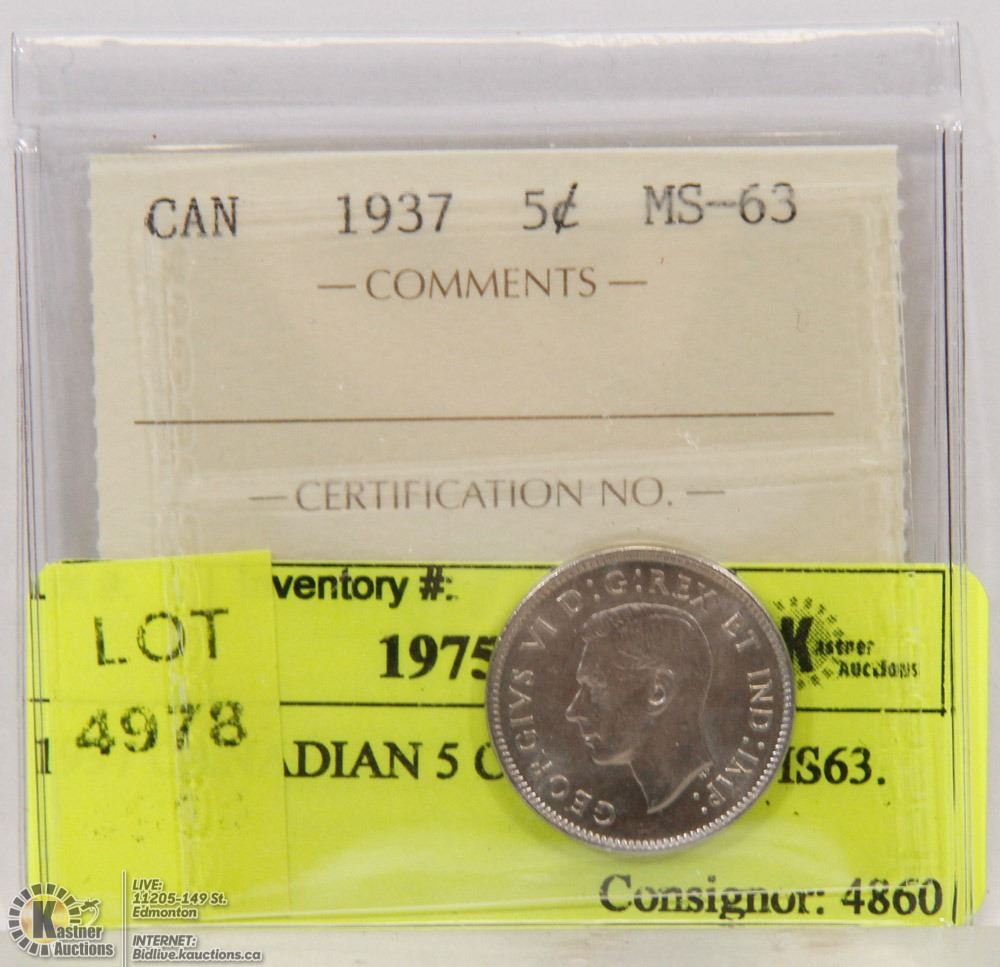 CAN 1937 5¢ MS-63
— COMMENTS —
— CERTIFICATION NO. —
ventory #:
1975
Kastner
Auctions
LOT
4978
ADIAN 5 C
MS63.
GEORGIVS VI D:G:REX ET IND:IMP:
Consignor: 4860
Kastner
Auctions
LIVE:
11205-149 St.
Edmonton
INTERNET:
Bidlive.kauctions.ca